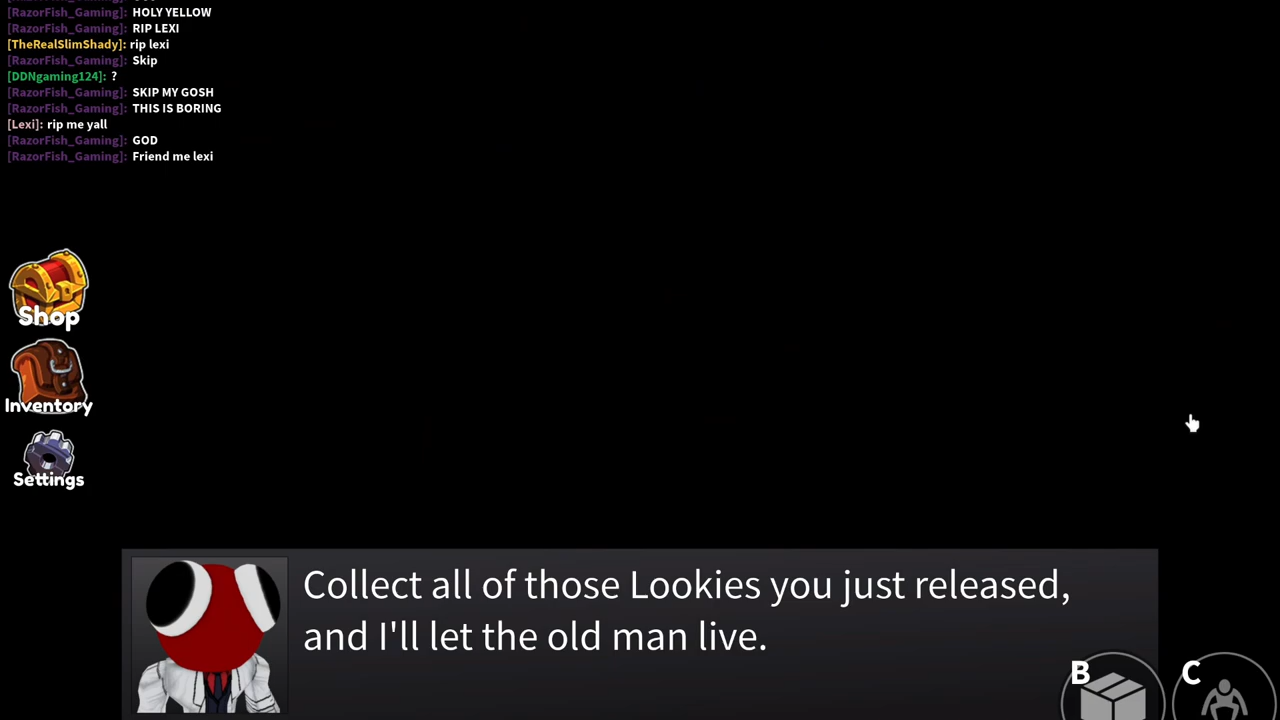 [RazorFish_Gaming]: HOLY YELLOW
[RazorFish_Gaming]: RIP LEXI
[TheRealSlimShady]: rip lexi
[RazorFish_Gaming]: Skip
[DDNgaming124]: ?
[RazorFish_Gaming]: SKIP MY GOSH
[RazorFish_Gaming]: THIS IS BORING
[Lexi]: rip me yall
[RazorFish_Gaming]: GOD
[RazorFish_Gaming]: Friend me lexi
Shop
Inventory
Settings
Collect all of those Lookies you just released,
and I'll let the old man live.
B
C